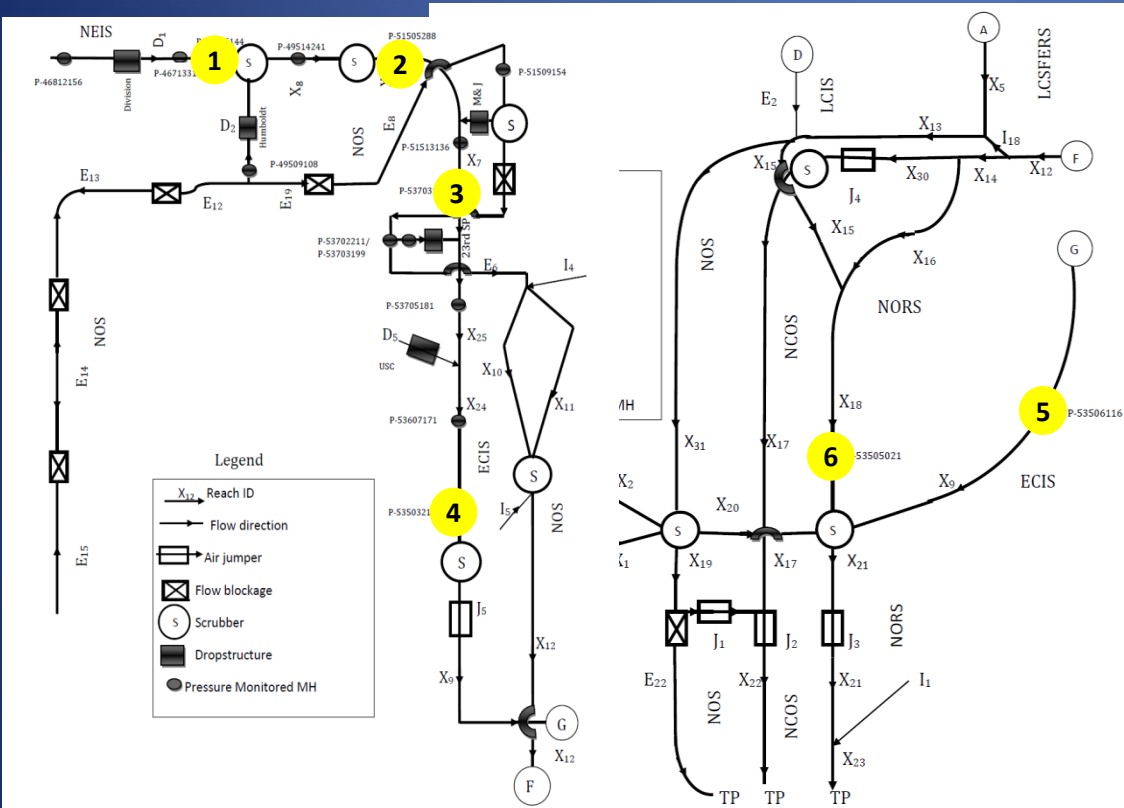 NEIS
D1
P-46812156
Division
P-4671331
144
1
S
P-49514241
X8
S
P-51505288
2
P-51509154
M& J
S
D2
Humboldt
P-49509108
NOS
E8
P-51513136
X7
E13
E12
E19
P-53703
3
P-53702211/
P-53703199
23rd SP
E6
I4
P-53705181
NOS
D5
USC
X25
X10
X11
E14
X24
P-53607171
ECIS
S
P-5350321
4
I5
NOS
E15
S
J5
X12
X9
G
X12
F
Legend
X12 Reach ID
Flow direction
Air jumper
Flow blockage
S Scrubber
Dropstructure
Pressure Monitored MH
D
A
E2
LCIS
X5
LCSFERS
X13
I18
X15
S
J4
X30
X14
X12
F
X15
X16
G
NOS
NCOS
NORS
MH
X18
5
P-53506116
X31
X17
6
53505021
X9
ECIS
X2
X20
S
S
X1
X19
X17
X21
J1
J2
J3
NORS
E22
X22
X21
I1
NOS
NCOS
X23
TP
TP
TP